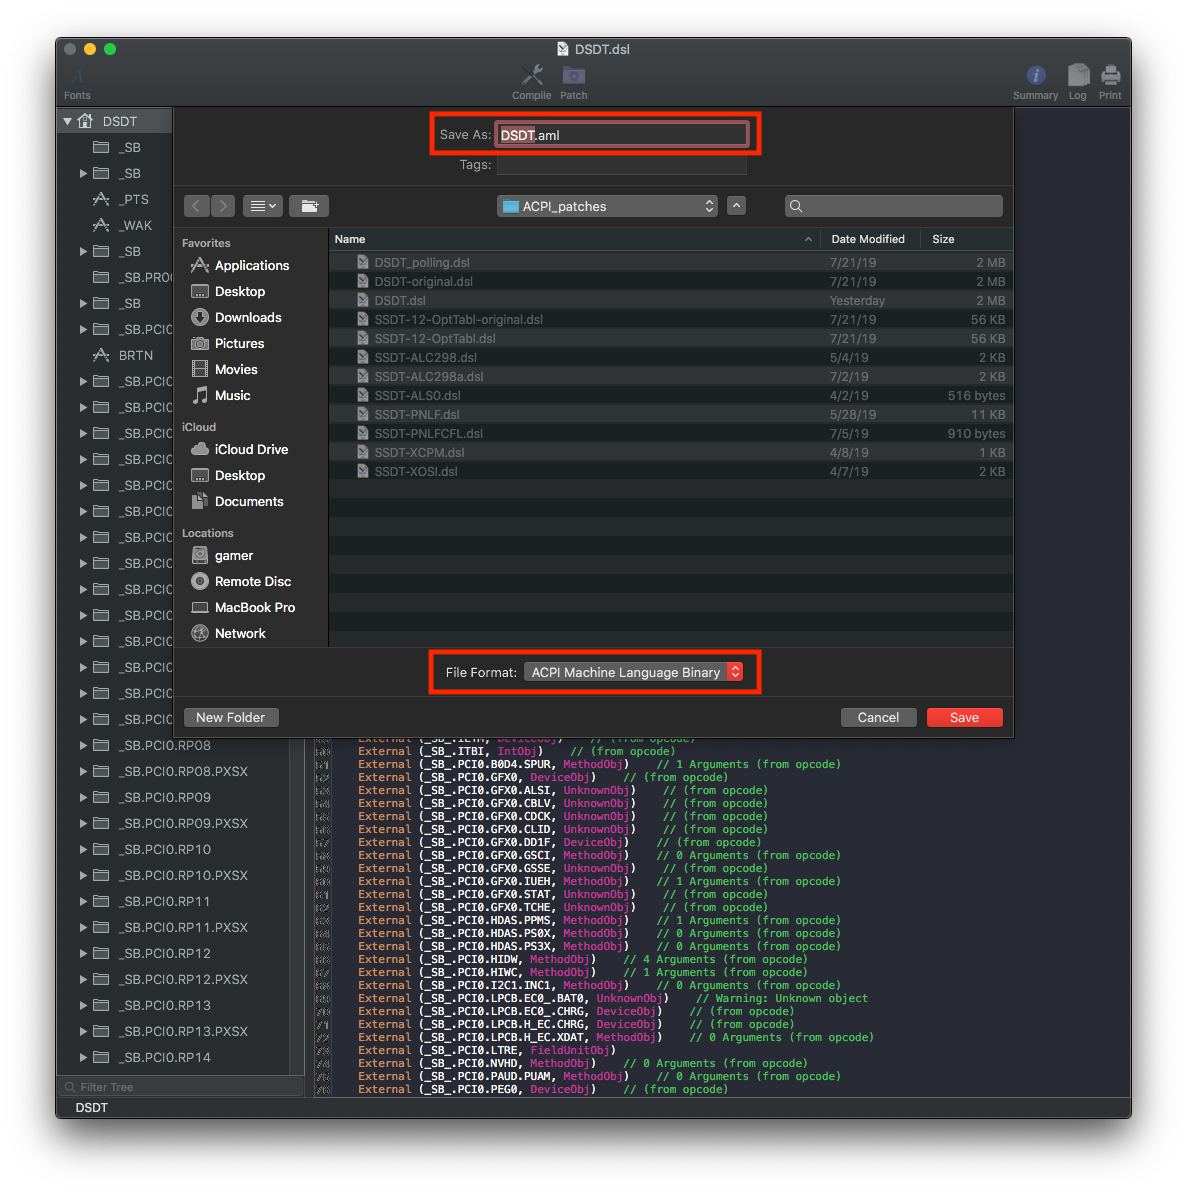 DSDT.dsl
Fonts
Compile
Patch
Summary
Log
Print
DSDT
_SB
_SB
_PTS
_WAK
_SB
_SB.PRO
_SB
_SB.PCI0
BRTN
_SB.PCI0
_SB.PCI0
_SB.PCI0
_SB.PCI0
_SB.PCI0
_SB.PCI0
_SB.PCI0
_SB.PCI0
_SB.PCI0
_SB.PCI0
_SB.PCI0
_SB.PCI0
_SB.PCI0
_SB.PCI0
_SB.PCI0.RP08
_SB.PCI0.RP08.PXSX
_SB.PCI0.RP09
_SB.PCI0.RP09.PXSX
_SB.PCI0.RP10
_SB.PCI0.RP10.PXSX
_SB.PCI0.RP11
_SB.PCI0.RP11.PXSX
_SB.PCI0.RP12
_SB.PCI0.RP12.PXSX
_SB.PCI0.RP13
_SB.PCI0.RP13.PXSX
_SB.PCI0.RP14
Filter Tree
DSDT
Save As: DSDT.aml
Tags:
ACPI_patches
Favorites
Applications
Desktop
Downloads
Pictures
Movies
Music
iCloud
iCloud Drive
Desktop
Documents
Locations
gamer
Remote Disc
MacBook Pro
Network
Name Date Modified Size
DSDT_polling.dsl 7/21/19 2 MB
DSDT-original.dsl 7/21/19 2 MB
DSDT.dsl Yesterday 2 MB
SSDT-12-OptTabl-original.dsl 7/21/19 56 KB
SSDT-12-OptTabl.dsl 7/21/19 56 KB
SSDT-ALC298.dsl 5/4/19 2 KB
SSDT-ALC298a.dsl 7/2/19 2 KB
SSDT-ALS0.dsl 4/2/19 516 bytes
SSDT-PNLF.dsl 5/28/19 11 KB
SSDT-PNLFCFL.dsl 7/5/19 910 bytes
SSDT-XCPM.dsl 4/8/19 1 KB
SSDT-XOSI.dsl 4/7/19 2 KB
File Format: ACPI Machine Language Binary
New Folder
Cancel
Save
External (_SB_.ITBI, IntObj) // (from opcode)
External (_SB_.PCI0.B0D4.SPUR, MethodObj) // 1 Arguments (from opcode)
External (_SB_.PCI0.GFX0, DeviceObj) // (from opcode)
External (_SB_.PCI0.GFX0.ALSI, UnknownObj) // (from opcode)
External (_SB_.PCI0.GFX0.CBLV, UnknownObj) // (from opcode)
External (_SB_.PCI0.GFX0.CDCK, UnknownObj) // (from opcode)
External (_SB_.PCI0.GFX0.CLID, UnknownObj) // (from opcode)
External (_SB_.PCI0.GFX0.DD1F, DeviceObj) // (from opcode)
External (_SB_.PCI0.GFX0.GSCI, MethodObj) // 0 Arguments (from opcode)
External (_SB_.PCI0.GFX0.GSSE, UnknownObj) // (from opcode)
External (_SB_.PCI0.GFX0.IUEH, MethodObj) // 1 Arguments (from opcode)
External (_SB_.PCI0.GFX0.STAT, UnknownObj) // (from opcode)
External (_SB_.PCI0.GFX0.TCHE, UnknownObj) // (from opcode)
External (_SB_.PCI0.HDAS.PPMS, MethodObj) // 1 Arguments (from opcode)
External (_SB_.PCI0.HDAS.PS0X, MethodObj) // 0 Arguments (from opcode)
External (_SB_.PCI0.HDAS.PS3X, MethodObj) // 0 Arguments (from opcode)
External (_SB_.PCI0.HIDW, MethodObj) // 4 Arguments (from opcode)
External (_SB_.PCI0.HIWC, MethodObj) // 1 Arguments (from opcode)
External (_SB_.PCI0.I2C1.INC1, MethodObj) // 0 Arguments (from opcode)
External (_SB_.PCI0.LPCB.EC0_.BAT0, UnknownObj) // Warning: Unknown object
External (_SB_.PCI0.LPCB.EC0_.CHRG, DeviceObj) // (from opcode)
External (_SB_.PCI0.LPCB.H_EC.CHRG, DeviceObj) // (from opcode)
External (_SB_.PCI0.LPCB.H_EC.XDAT, MethodObj) // 0 Arguments (from opcode)
External (_SB_.PCI0.LTRE, FieldUnitObj)
External (_SB_.PCI0.NVHD, MethodObj) // 0 Arguments (from opcode)
External (_SB_.PCI0.PAUD.PUAM, MethodObj) // 0 Arguments (from opcode)
External (_SB_.PCI0.PEG0, DeviceObj) // (from opcode)